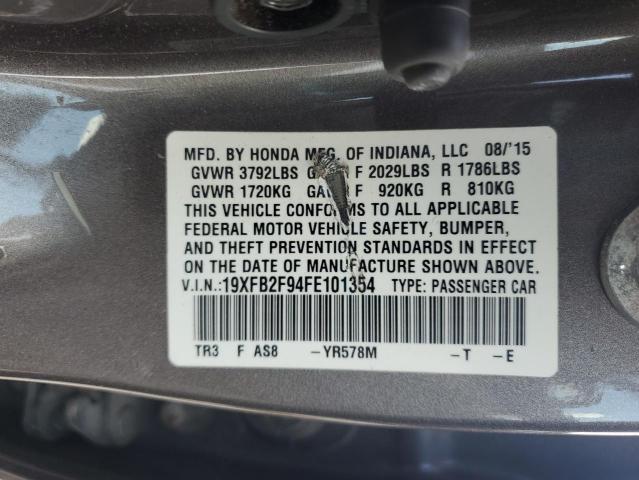 MFD. BY HONDA MFG. OF INDIANA, LLC 08/'15
GVWR 3792LBS F 2029LBS R 1786LBS
GVWR 1720KG F 920KG R 810KG
THIS VEHICLE CONFORMS TO ALL APPLICABLE
FEDERAL MOTOR VEHICLE SAFETY, BUMPER,
AND THEFT PREVENTION STANDARDS IN EFFECT
ON THE DATE OF MANUFACTURE SHOWN ABOVE.
V.I.N.:19XFB2F94FE101354 TYPE: PASSENGER CAR
TR3 F AS8 -YR578M -T -E